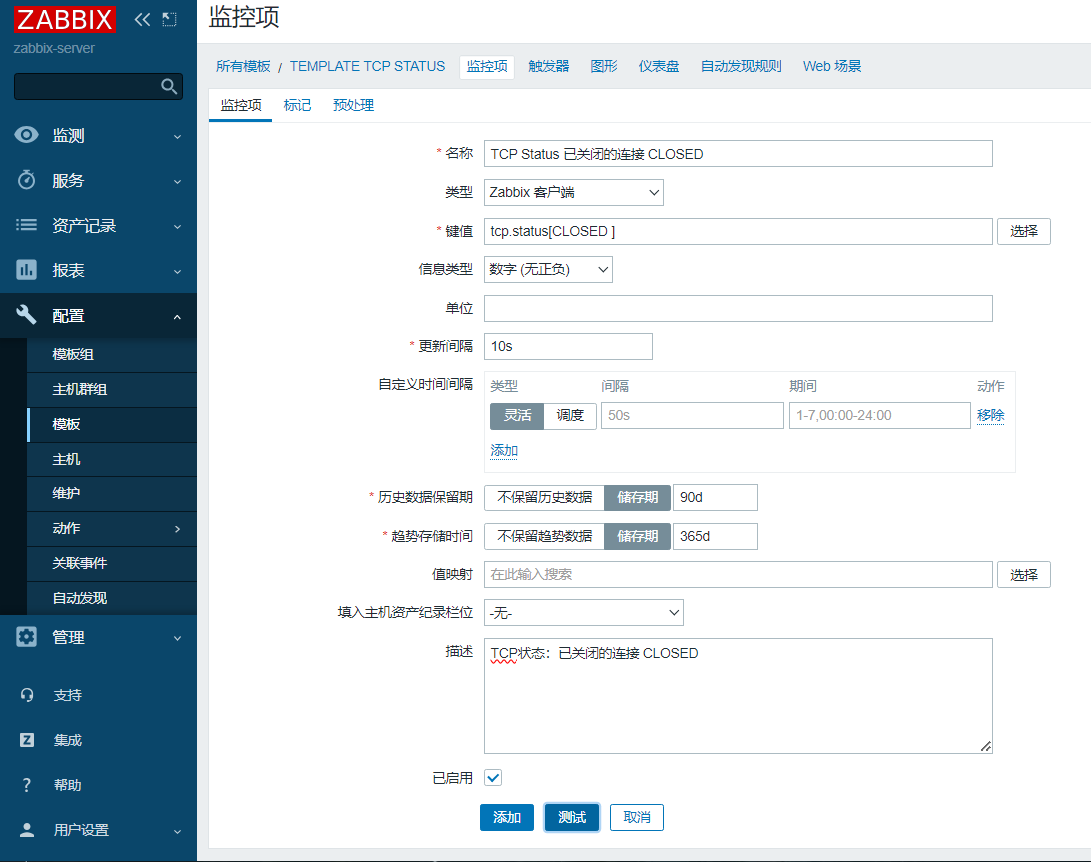 ZABBIX
zabbix-server
监测
服务
资产记录
报表
配置
模板组
主机群组
模板
主机
维护
动作
关联事件
自动发现
管理
支持
Z 集成
? 帮助
用户设置
监控项
所有模板 / TEMPLATE TCP STATUS 监控项 触发器 图形 仪表盘 自动发现规则 Web 场景
监控项 标记 预处理
* 名称 TCP Status 已关闭的连接 CLOSED
类型 Zabbix 客户端
* 键值 tcp.status[CLOSED ] 选择
信息类型 数字 (无正负)
单位
* 更新间隔 10s
自定义时间间隔 类型 间隔 期间 动作
灵活 调度 50s 1-7,00:00-24:00 移除
添加
* 历史数据保留期 不保留历史数据 储存期 90d
* 趋势存储时间 不保留趋势数据 储存期 365d
值映射 在此输入搜索 选择
填入主机资产纪录栏位 -无-
描述 TCP状态：已关闭的连接 CLOSED
已启用
添加 测试 取消